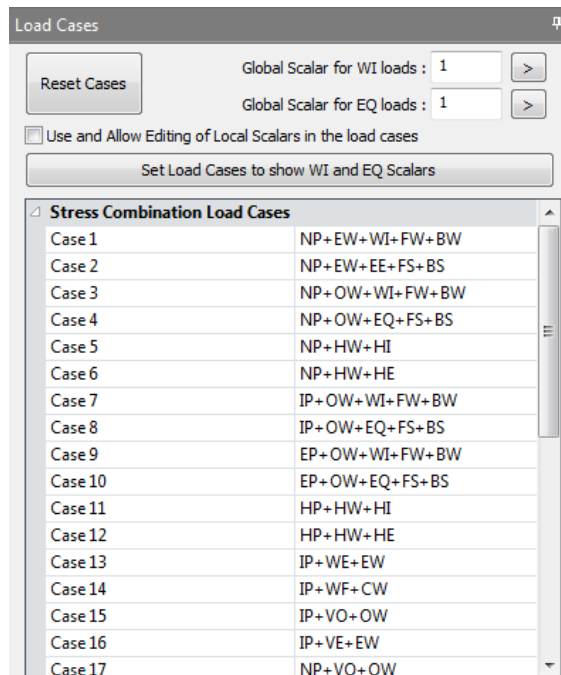 Load Cases
Reset Cases
Global Scalar for WI loads : 1 >
Global Scalar for EQ loads : 1 >
Use and Allow Editing of Local Scalars in the load cases
Set Load Cases to show WI and EQ Scalars
Stress Combination Load Cases
Case 1 NP+EW+WI+FW+BW
Case 2 NP+EW+EE+FS+BS
Case 3 NP+OW+WI+FW+BW
Case 4 NP+OW+EQ+FS+BS
Case 5 NP+HW+HI
Case 6 NP+HW+HE
Case 7 IP+OW+WI+FW+BW
Case 8 IP+OW+EQ+FS+BS
Case 9 EP+OW+WI+FW+BW
Case 10 EP+OW+EQ+FS+BS
Case 11 HP+HW+HI
Case 12 HP+HW+HE
Case 13 IP+WE+EW
Case 14 IP+WF+CW
Case 15 IP+VO+OW
Case 16 IP+VE+EW
Case 17 NP+VO+OW